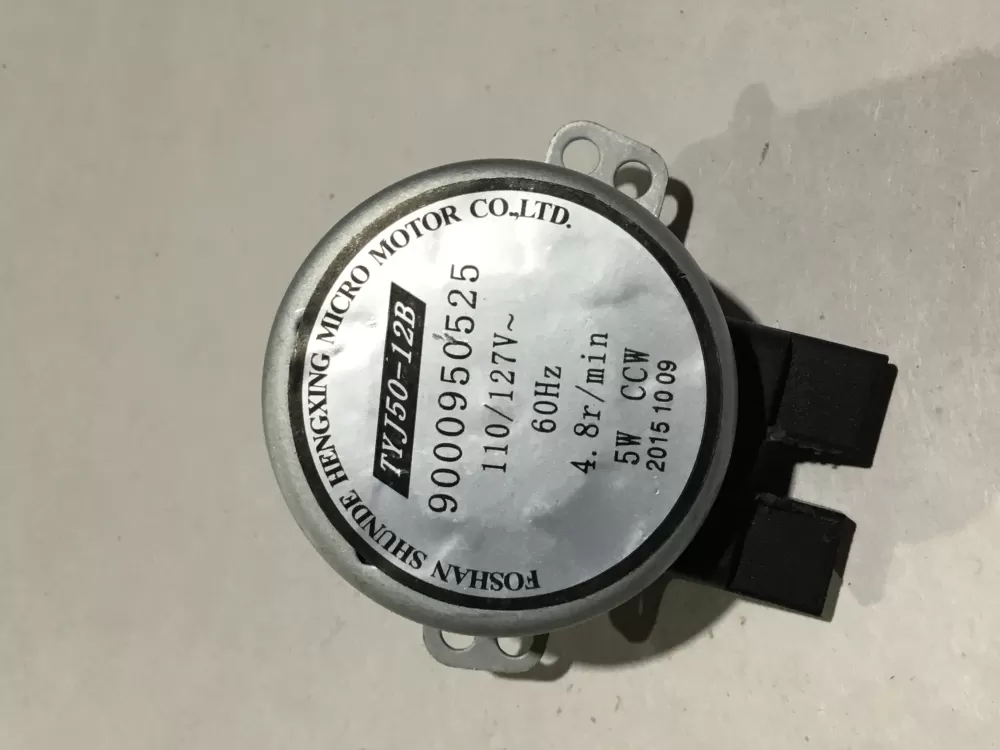 FOSHAN SHUNDE HENGXING MICRO MOTOR CO.,LTD.
TYJ50-12B
9000950525
110/127V~
60Hz
4.8r/min
5W CCW
20151009